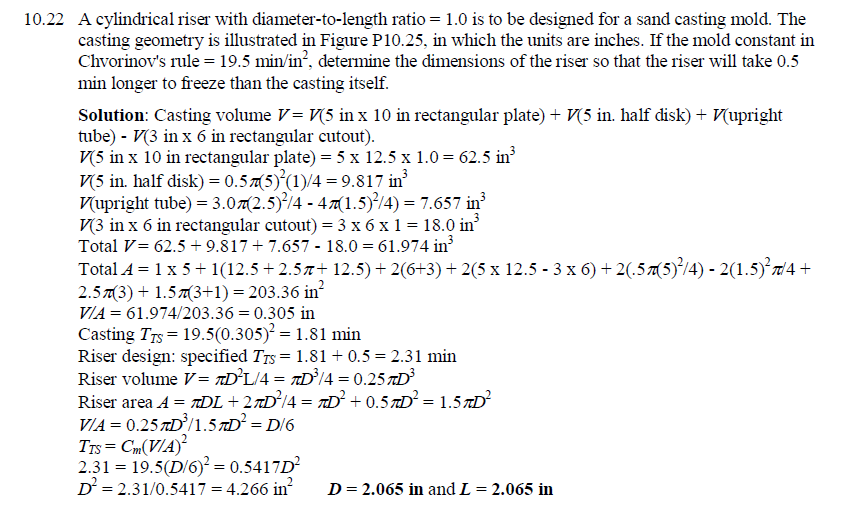 10.22 A cylindrical riser with diameter-to-length ratio = 1.0 is to be designed for a sand casting mold. The
casting geometry is illustrated in Figure P10.25, in which the units are inches. If the mold constant in
Chvorinov's rule = 19.5 min/in², determine the dimensions of the riser so that the riser will take 0.5
min longer to freeze than the casting itself.
Solution: Casting volume V = V(5 in x 10 in rectangular plate) + V(5 in. half disk) + V(upright
tube) - V(3 in x 6 in rectangular cutout).
V(5 in x 10 in rectangular plate) = 5 x 12.5 x 1.0 = 62.5 in³
V(5 in. half disk) = 0.5π(5)²(1)/4 = 9.817 in³
V(upright tube) = 3.0π(2.5)²/4 - 4π(1.5)²/4) = 7.657 in³
V(3 in x 6 in rectangular cutout) = 3 x 6 x 1 = 18.0 in³
Total V = 62.5 + 9.817 + 7.657 - 18.0 = 61.974 in³
Total A = 1 x 5 + 1(12.5 + 2.5π + 12.5) + 2(6+3) + 2(5 x 12.5 - 3 x 6) + 2(.5π(5)²/4) - 2(1.5)²π/4 +
2.5π(3) + 1.5π(3+1) = 203.36 in²
V/A = 61.974/203.36 = 0.305 in
Casting TTS = 19.5(0.305)² = 1.81 min
Riser design: specified TTS = 1.81 + 0.5 = 2.31 min
Riser volume V = πD²L/4 = πD³/4 = 0.25πD³
Riser area A = πDL + 2πD²/4 = πD² + 0.5πD² = 1.5πD²
V/A = 0.25πD³/1.5πD² = D/6
TTS = Cm(V/A)²
2.31 = 19.5(D/6)² = 0.5417D²
D² = 2.31/0.5417 = 4.266 in² D = 2.065 in and L = 2.065 in